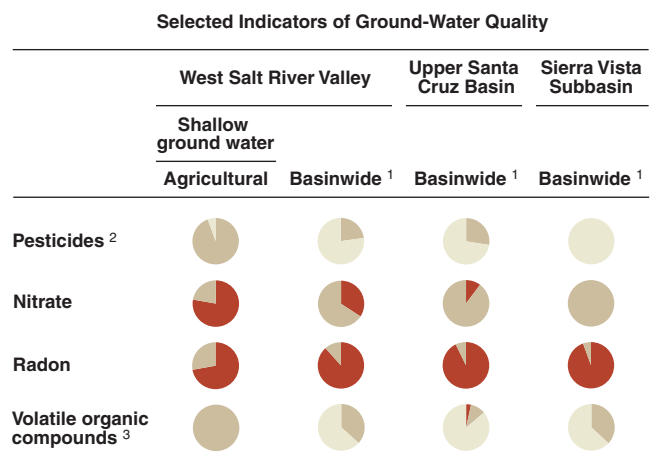 Selected Indicators of Ground-Water Quality
West Salt River Valley
Upper Santa
Cruz Basin
Sierra Vista
Subbasin
Shallow
ground water
Agricultural
Basinwide 1
Basinwide 1
Basinwide 1
Pesticides 2
Nitrate
Radon
Volatile organic
compounds 3